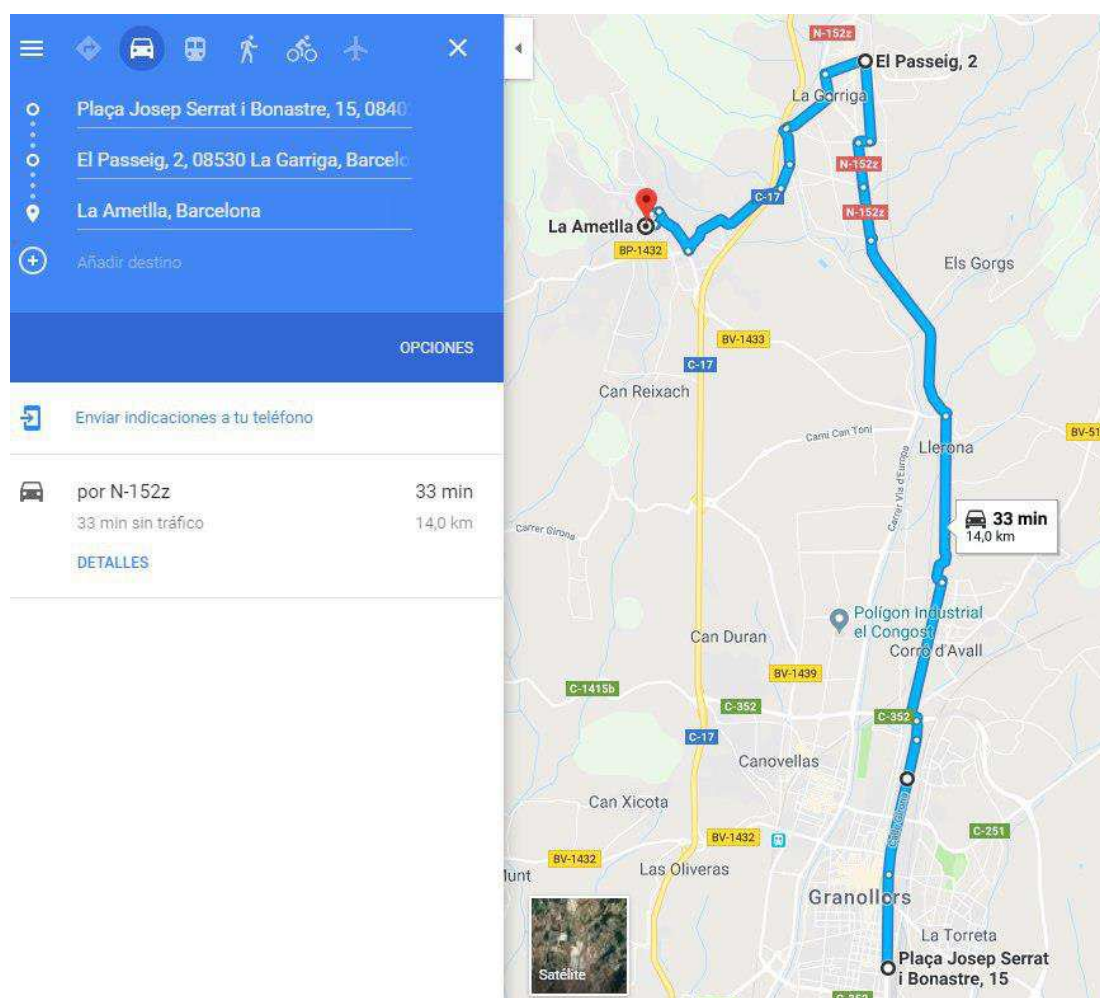 Plaça Josep Serrat i Bonastre, 15, 0840
El Passeig, 2, 08530 La Garriga, Barcelo
La Ametlla, Barcelona
Añadir destino
OPCIONES
Enviar indicaciones a tu teléfono
por N-152z 33 min
33 min sin tráfico 14,0 km
DETALLES
N-152z
El Passeig, 2
La Garriga
N-152z
C-17
N-152z
La Ametlla
BP-1432
Els Gorgs
BV-1433
C-17
Can Reixach
Camí Can Toni
BV-51
Llerona
Carrer Via d'Europa
33 min
14,0 km
Carrer Girona
Polígon Industrial
el Congost
Corró d'Avall
Can Duran
BV-1439
C-1415b
C-352
C-352
C-17
Canovellas
Can Xicota
C-251
BV-1432
BV-1432
Las Oliveras
lunt
Granollers
La Torreta
Plaça Josep Serrat
i Bonastre, 15
Satélite
C-352